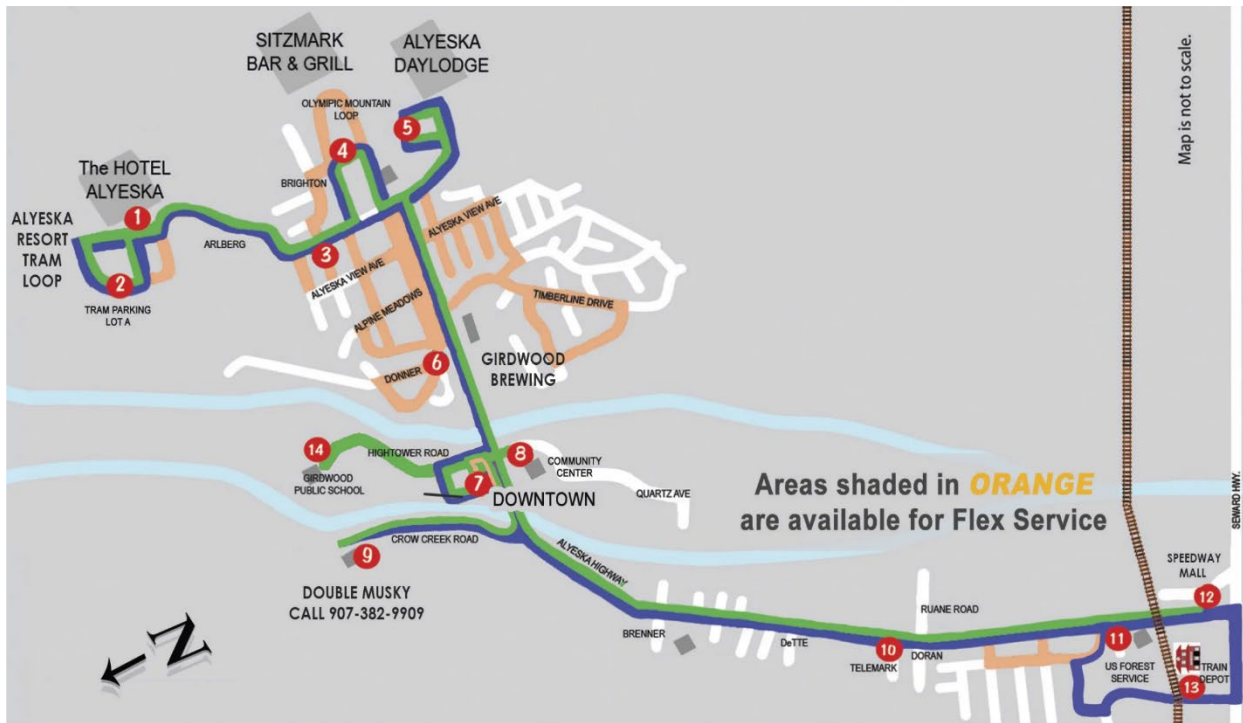 SITZMARK
BAR & GRILL
ALYESKA
DAYLODGE
Map is not to scale.
OLYMPIC MOUNTAIN
LOOP
5
4
The HOTEL
ALYESKA
BRIGHTON
1
ALYESKA
RESORT
TRAM
LOOP
ARLBERG
3
ALYESKA VIEW AVE
ALYESKA VIEW AVE
2
TRAM PARKING
LOT A
ALPINE MEADOWS
TIMBERLINE DRIVE
6
DONNER
GIRDWOOD
BREWING
14
HIGHTOWER ROAD
8
COMMUNITY
CENTER
GIRDWOOD
PUBLIC SCHOOL
7
DOWNTOWN
QUARTZ AVE
Areas shaded in ORANGE
are available for Flex Service
SEWARD HWY.
CROW CREEK ROAD
9
ALYESKA HIGHWAY
DOUBLE MUSKY
CALL 907-382-9909
SPEEDWAY
MALL
12
RUANE ROAD
BRENNER
DeTTE
10
TELEMARK
DORAN
11
US FOREST
SERVICE
TRAIN
DEPOT
13
N